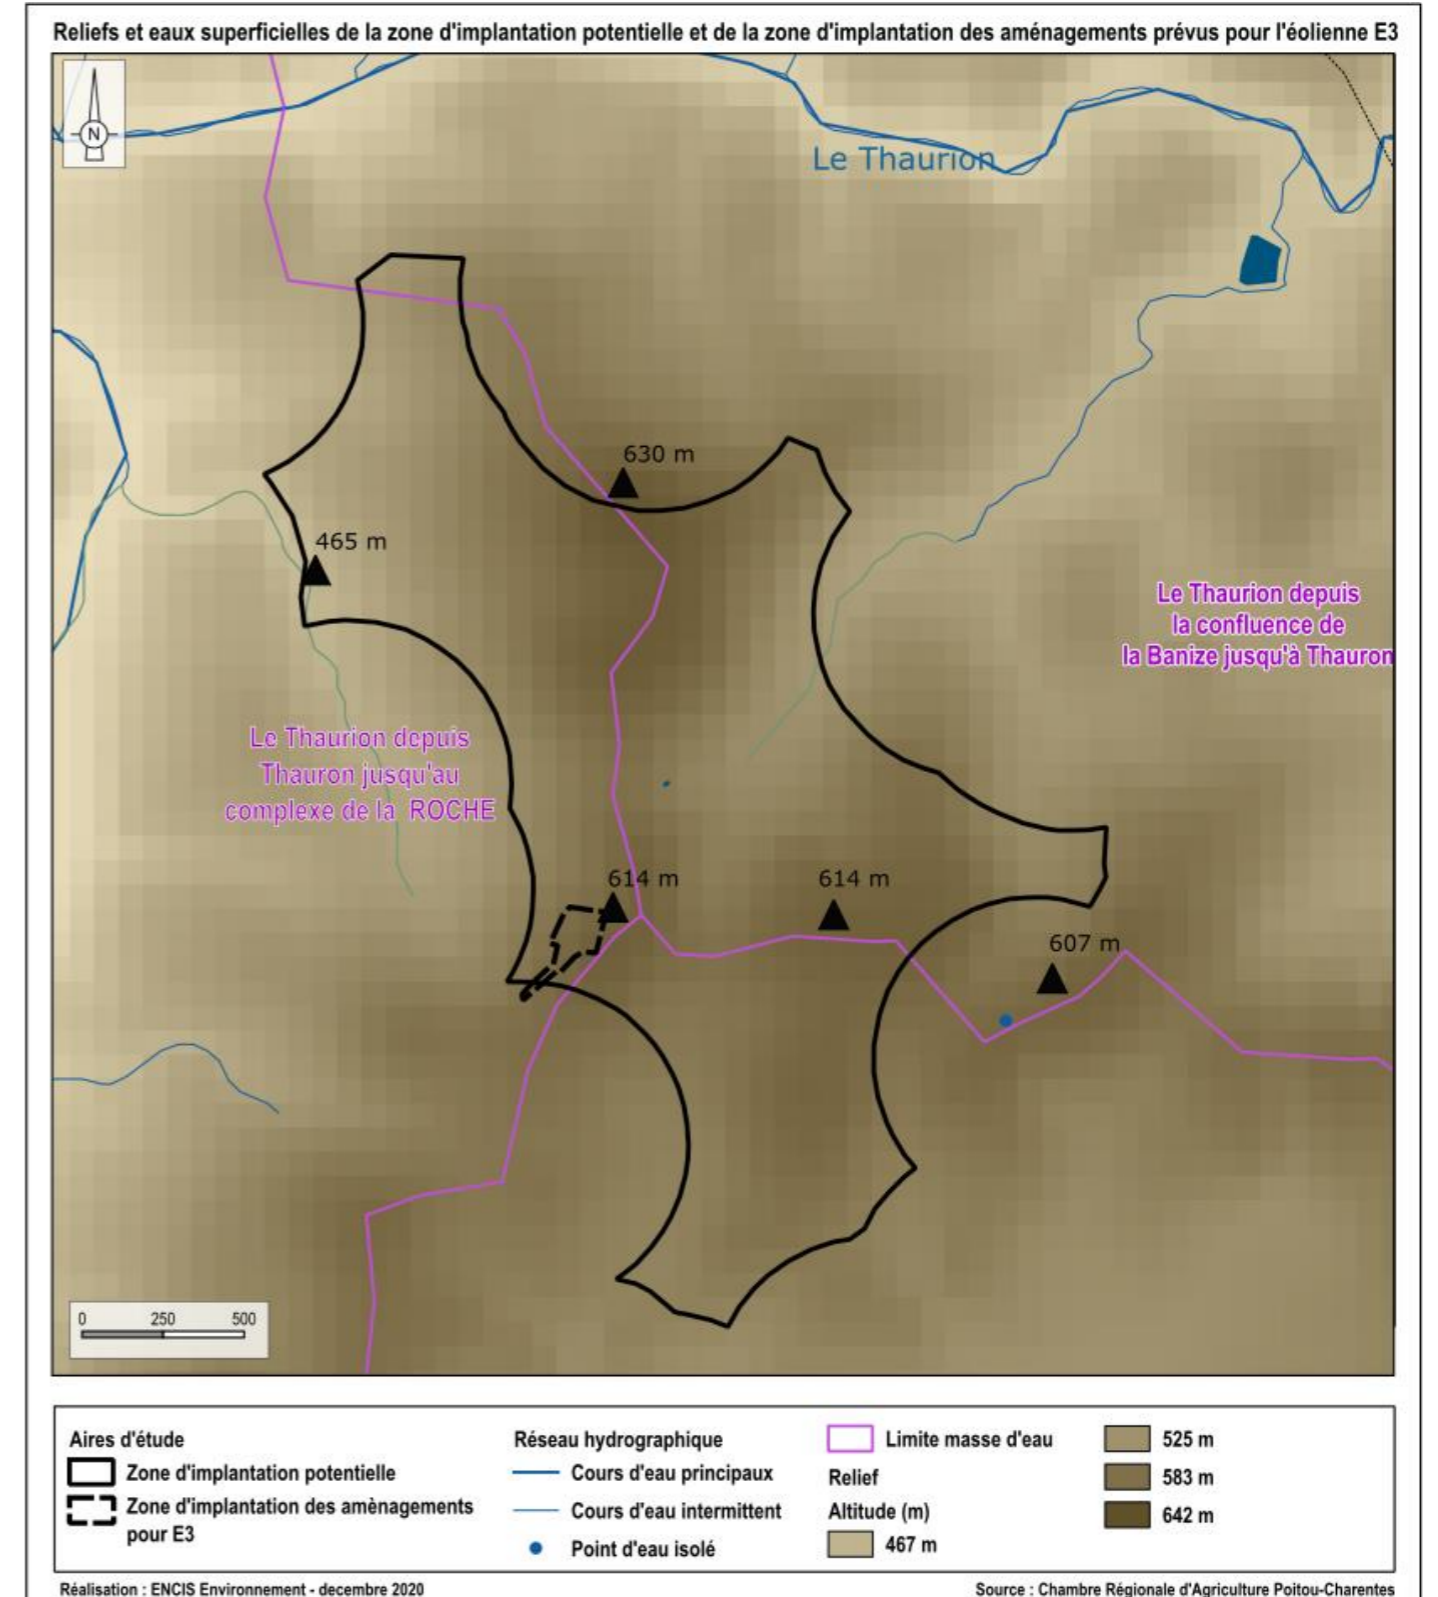 Reliefs et eaux superficielles de la zone d'implantation potentielle et de la zone d'implantation des aménagements prévus pour l'éolienne E3
N
Le Thaurion
630 m
465 m
Le Thaurion depuis
la confluence de
la Banize jusqu'à Thauron
Le Thaurion depuis
Thauron jusqu'au
complexe de la ROCHE
614 m
614 m
607 m
0 250 500
Aires d'étude
Zone d'implantation potentielle
Zone d'implantation des amènagements
pour E3
Réseau hydrographique
Cours d'eau principaux
Cours d'eau intermittent
Point d'eau isolé
Limite masse d'eau
Relief
Altitude (m)
467 m
525 m
583 m
642 m
Réalisation : ENCIS Environnement - decembre 2020
Source : Chambre Régionale d'Agriculture Poitou-Charentes